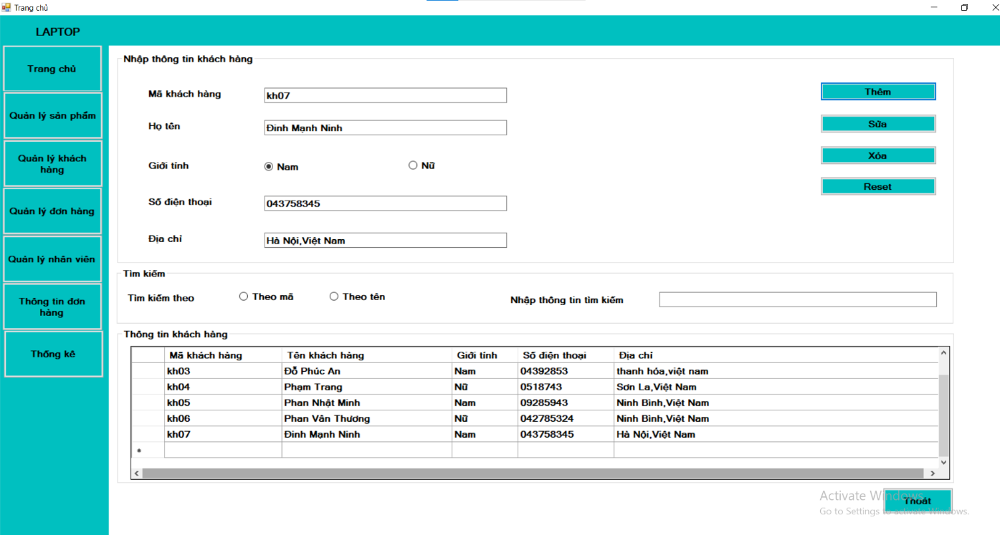 Trang chủ
LAPTOP
Trang chủ
Quản lý sản phẩm
Quản lý khách
hàng
Quản lý đơn hàng
Quản lý nhân viên
Thông tin đơn
hàng
Thống kê
Nhập thông tin khách hàng
Mã khách hàng kh07
Họ tên Đinh Mạnh Ninh
Giới tính Nam Nữ
Số điện thoại 043758345
Địa chỉ Hà Nội,Việt Nam
Thêm
Sửa
Xóa
Reset
Tìm kiếm
Tìm kiếm theo Theo mã Theo tên Nhập thông tin tìm kiếm
Thông tin khách hàng
Mã khách hàng Tên khách hàng Giới tính Số điện thoại Địa chỉ
kh03 Đỗ Phúc An Nam 04392853 thanh hóa,việt nam
kh04 Phạm Trang Nữ 0518743 Sơn La,Việt Nam
kh05 Phan Nhật Minh Nam 09285943 Ninh Bình,Việt Nam
kh06 Phan Văn Thương Nữ 042785324 Ninh Bình,Việt Nam
kh07 Đinh Mạnh Ninh Nam 043758345 Hà Nội,Việt Nam
Thoát
Activate Windows
Go to Settings to activate Windows.